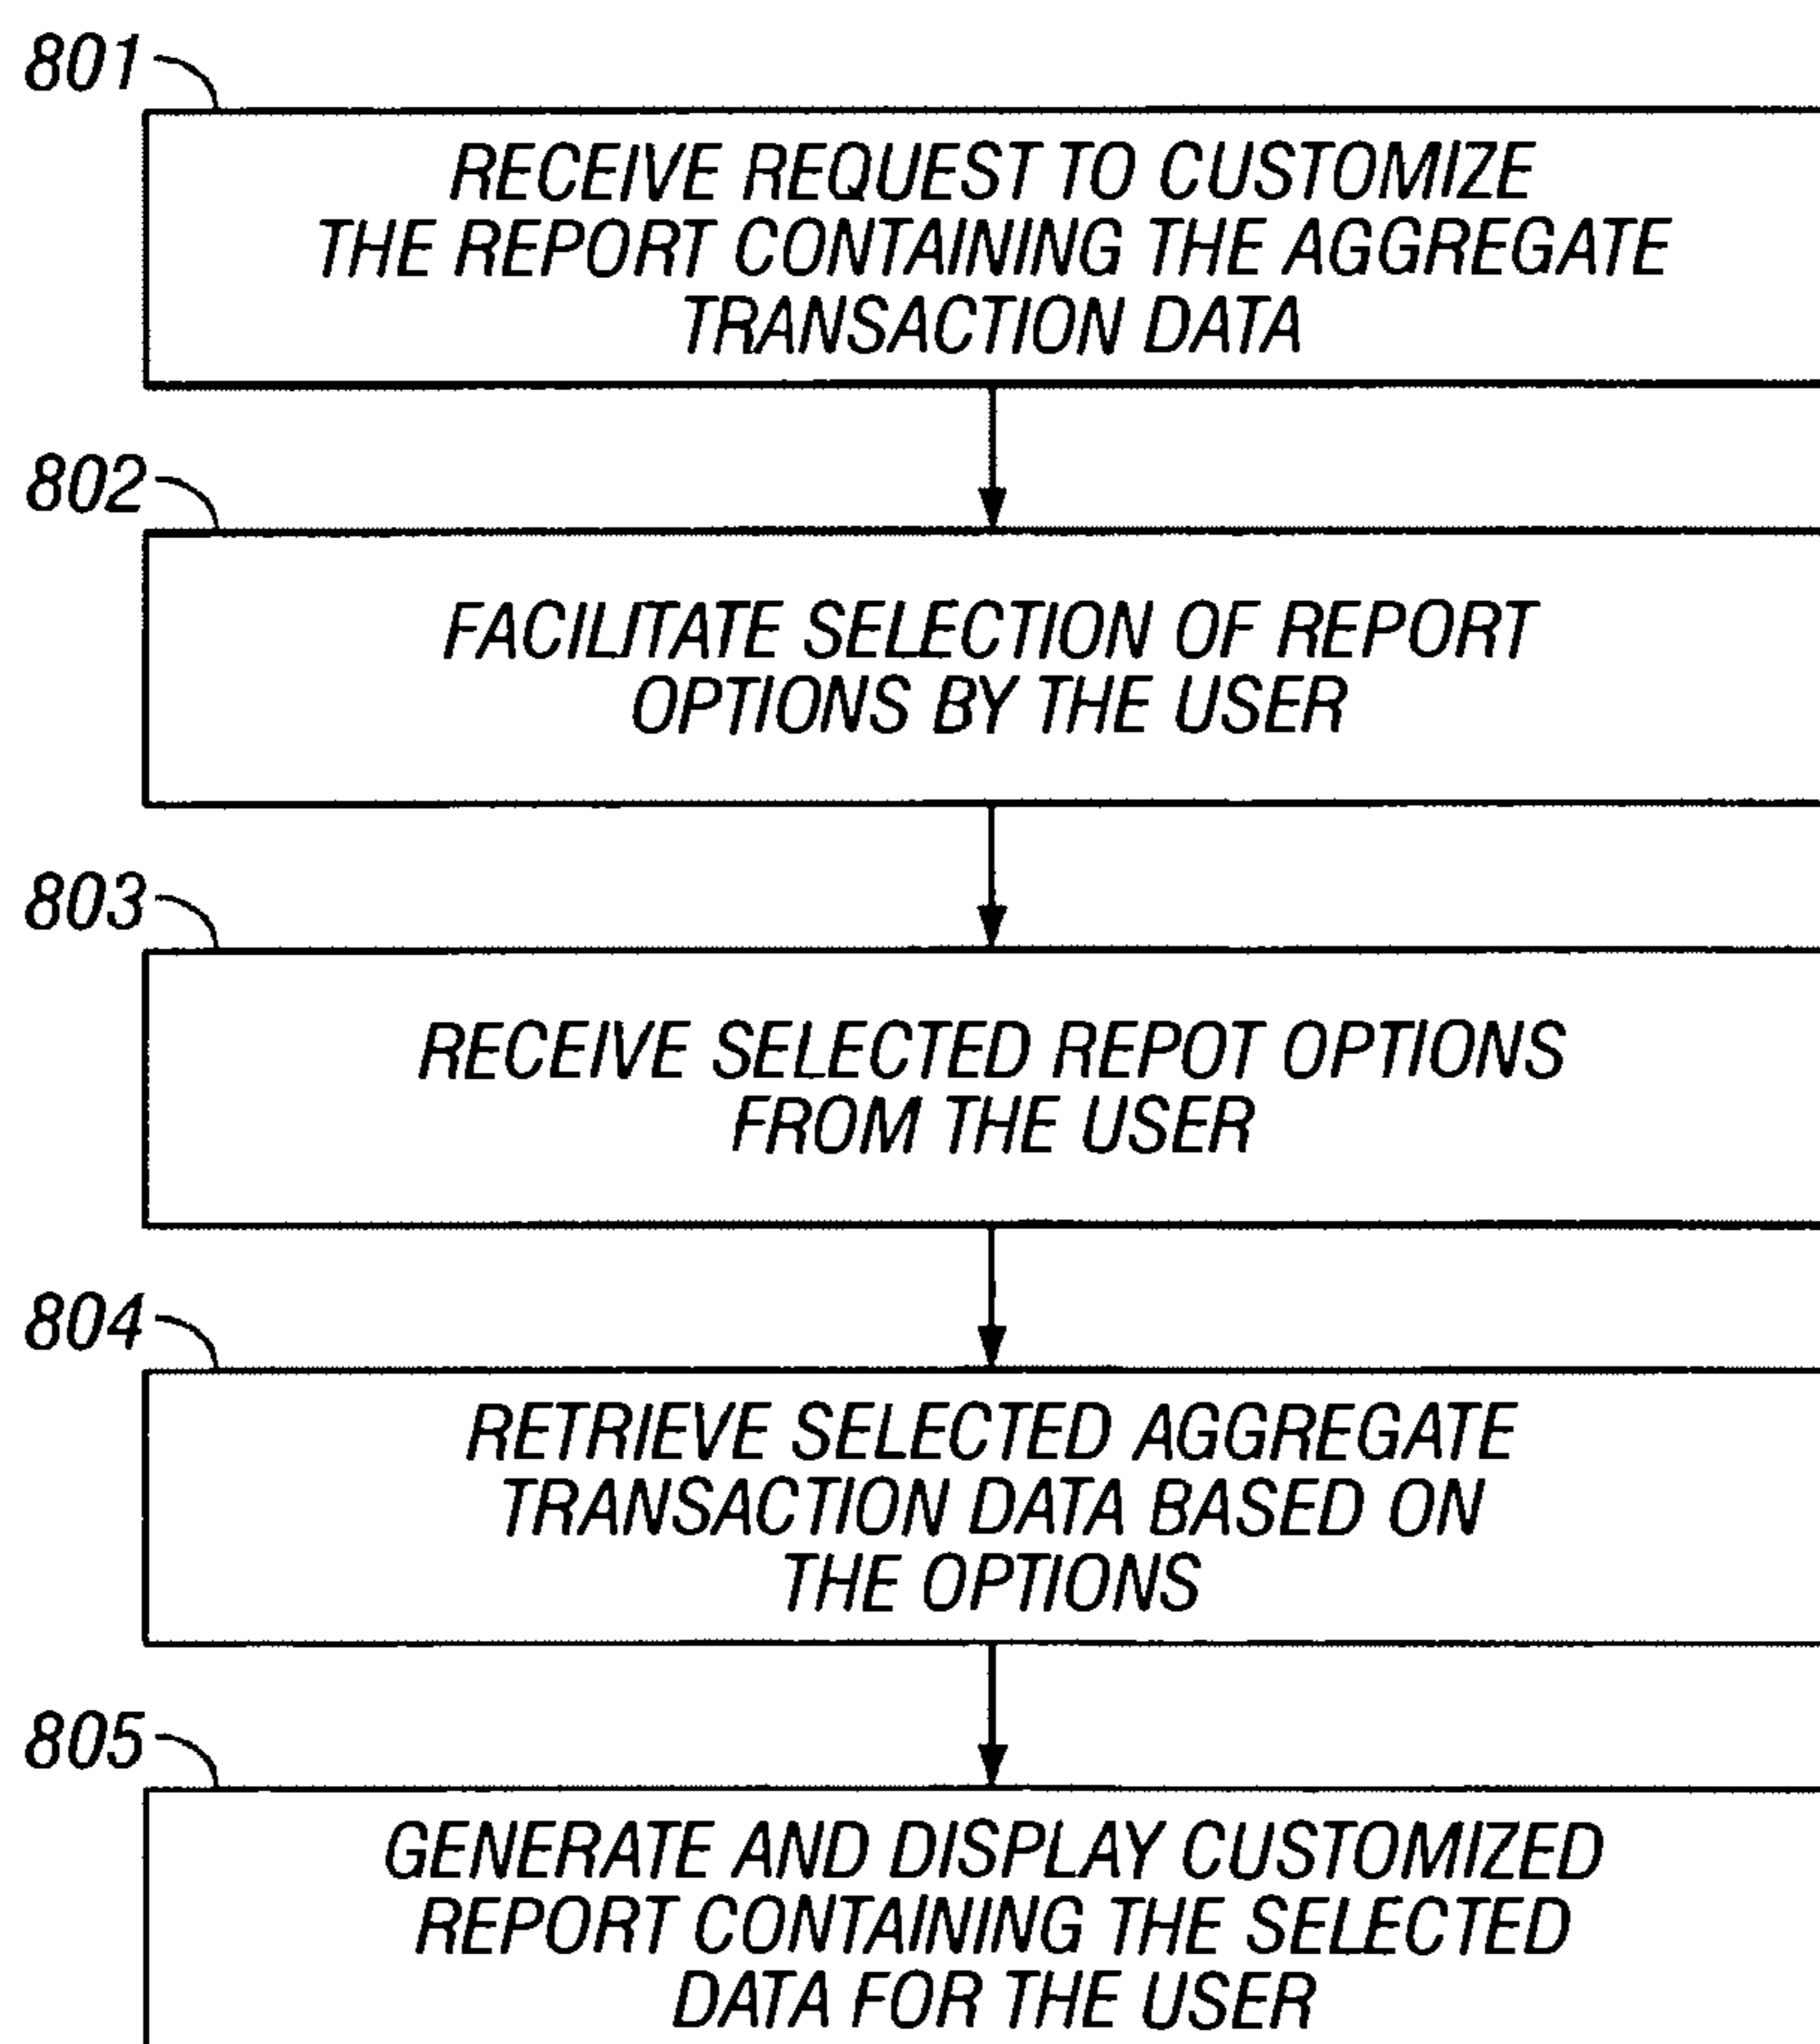 801
RECEIVE REQUEST TO CUSTOMIZE
THE REPORT CONTAINING THE AGGREGATE
TRANSACTION DATA
802
FACILITATE SELECTION OF REPORT
OPTIONS BY THE USER
803
RECEIVE SELECTED REPOT OPTIONS
FROM THE USER
804
RETRIEVE SELECTED AGGREGATE
TRANSACTION DATA BASED ON
THE OPTIONS
805
GENERATE AND DISPLAY CUSTOMIZED
REPORT CONTAINING THE SELECTED
DATA FOR THE USER